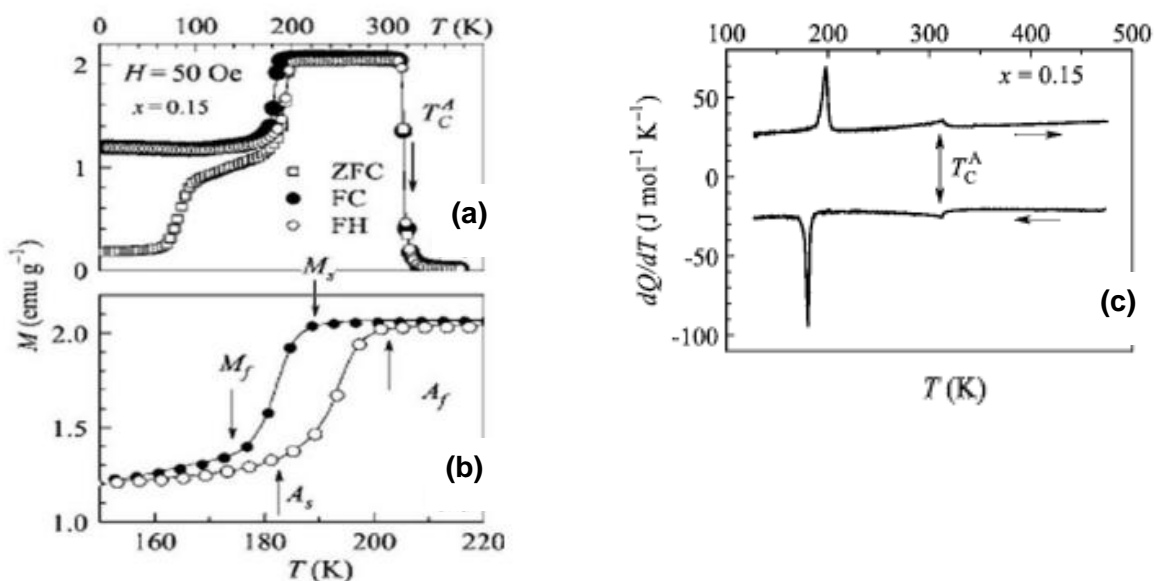 0 100 200 300 T (K)
2
H = 50 Oe
x = 0.15
T_C^A
1
ZFC
FC
FH
(a)
0
M (emu g⁻¹)
M_s
2.0
M_f
A_f
1.5
(b)
A_s
1.0
160 180 200 220
T (K)
100 200 300 400 500
x = 0.15
50
0
T_C^A
-50
(c)
-100
dQ/dT (J mol⁻¹ K⁻¹)
T (K)